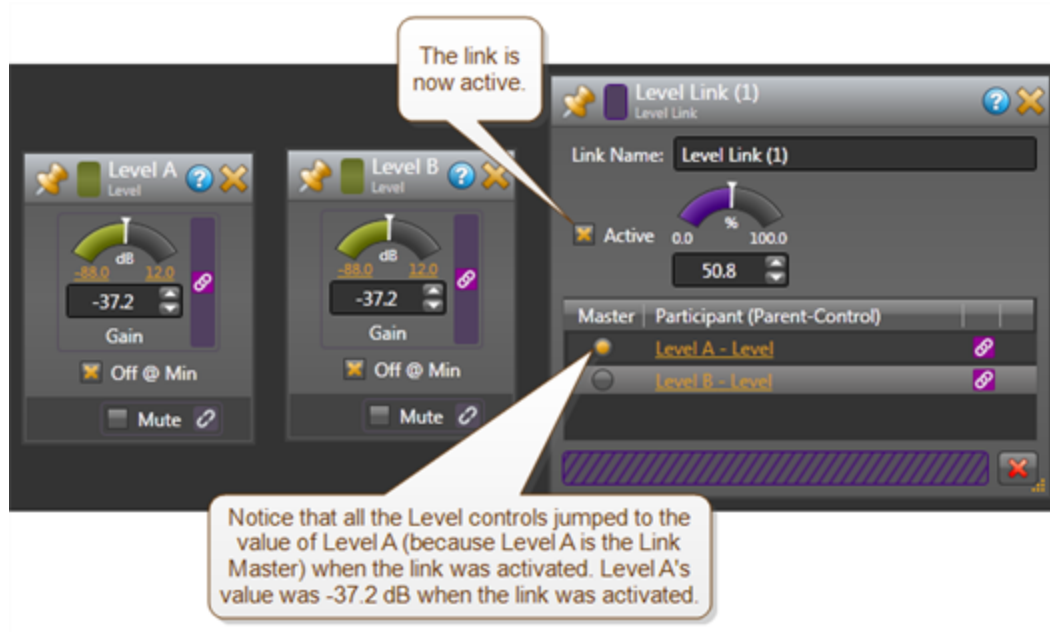 The link is
now active.
Level A
Level
dB
-88.0 12.0
-37.2
Gain
Off @ Min
Mute
Level B
Level
dB
-88.0 12.0
-37.2
Gain
Off @ Min
Mute
Level Link (1)
Level Link
Link Name: Level Link (1)
Active
0.0 % 100.0
50.8
Master Participant (Parent-Control)
Level A - Level
Level B - Level
Notice that all the Level controls jumped to the
value of Level A (because Level A is the Link
Master) when the link was activated. Level A's
value was -37.2 dB when the link was activated.